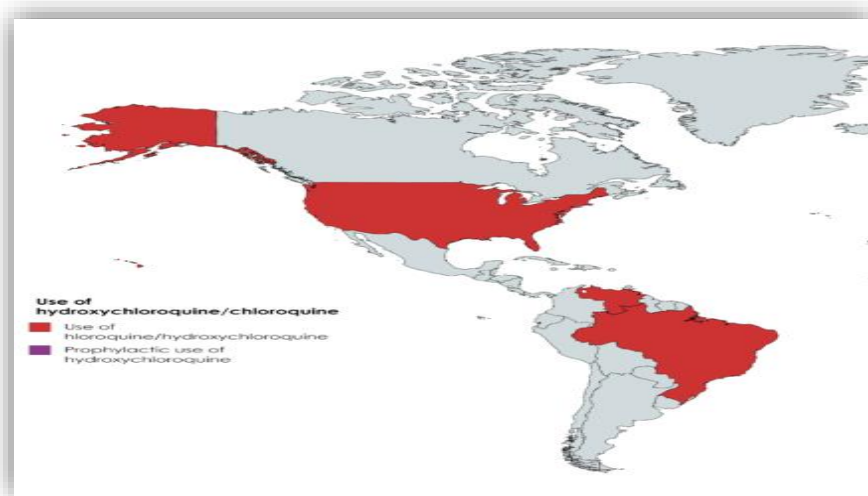 Use of
hydroxychloroquine/chloroquine
Use of
hloroquine/hydroxychloroquine
Prophylactic use of
hydroxychloroquine